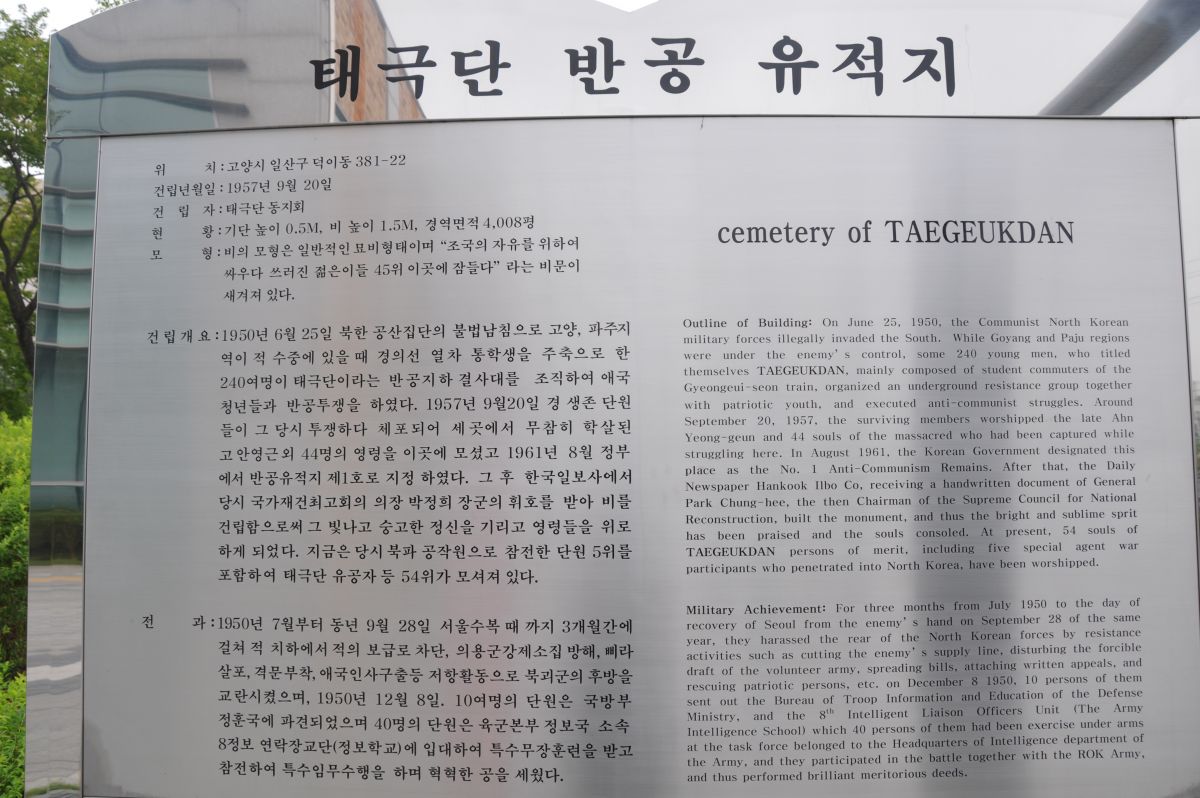 태극단 반공 유적지
위 치 : 고양시 일산구 덕이동 381-22
건립년월일 : 1957년 9월 20일
건 립 자 : 태극단 동지회
현 황 : 기단 높이 0.5M, 비 높이 1.5M, 경역면적 4,008평
모 형 : 비의 모형은 일반적인 묘비형태이며 “조국의 자유를 위하여
싸우다 쓰러진 젊은이들 45위 이곳에 잠들다” 라는 비문이
새겨져 있다.
건립개요 : 1950년 6월 25일 북한 공산집단의 불법남침으로 고양, 파주지
역이 적 수중에 있을 때 경의선 열차 통학생을 주축으로 한
240여명이 태극단이라는 반공지하 결사대를 조직하여 애국
청년들과 반공투쟁을 하였다. 1957년 9월20일 경 생존 단원
들이 그 당시 투쟁하다 체포되어 세곳에서 무참히 학살된
고 안영근 외 44명의 영령을 이곳에 모셨고 1961년 8월 정부
에서 반공유적지 제1호로 지정 하였다. 그 후 한국일보사에서
당시 국가재건최고회의 의장 박정희 장군의 휘호를 받아 비를
건립함으로써 그 빛나고 숭고한 정신을 기리고 영령들을 위로
하게 되었다. 지금은 당시 북파 공작원으로 참전한 단원 5위를
포함하여 태극단 유공자 등 54위가 모셔져 있다.
전 과 : 1950년 7월부터 동년 9월 28일 서울수복 때 까지 3개월간에
걸쳐 적 치하에서 적의 보급로 차단, 의용군강제소집 방해, 삐라
살포, 격문부착, 애국인사구출등 저항활동으로 북괴군의 후방을
교란시켰으며, 1950년 12월 8일. 10여명의 단원은 국방부
정훈국에 파견되었으며 40명의 단원은 육군본부 정보국 소속
8정보 연락장교단(정보학교)에 입대하여 특수무장훈련을 받고
참전하여 특수임무수행을 하며 혁혁한 공을 세웠다.
cemetery of TAEGEUKDAN
Outline of Building: On June 25, 1950, the Communist North Korean
military forces illegally invaded the South. While Goyang and Paju regions
were under the enemy’s control, some 240 young men, who titled
themselves TAEGEUKDAN, mainly composed of student commuters of the
Gyeongeui-seon train, organized an underground resistance group together
with patriotic youth, and executed anti-communist struggles. Around
September 20, 1957, the surviving members worshipped the late Ahn
Yeong-geun and 44 souls of the massacred who had been captured while
struggling here. In August 1961, the Korean Government designated this
place as the No. 1 Anti-Communism Remains. After that, the Daily
Newspaper Hankook Ilbo Co, receiving a handwritten document of General
Park Chung-hee, the then Chairman of the Supreme Council for National
Reconstruction, built the monument, and thus the bright and sublime sprit
has been praised and the souls consoled. At present, 54 souls of
TAEGEUKDAN persons of merit, including five special agent war
participants who penetrated into North Korea, have been worshipped.
Military Achievement: For three months from July 1950 to the day of
recovery of Seoul from the enemy’s hand on September 28 of the same
year, they harassed the rear of the North Korean forces by resistance
activities such as cutting the enemy’s supply line, disturbing the forcible
draft of the volunteer army, spreading bills, attaching written appeals, and
rescuing patriotic persons, etc. on December 8 1950, 10 persons of them
sent out the Bureau of Troop Information and Education of the Defense
Ministry, and the 8th Intelligent Liaison Officers Unit (The Army
Intelligence School) which 40 persons of them had been exercise under arms
at the task force belonged to the Headquarters of Intelligence department of
the Army, and they participated in the battle together with the ROK Army,
and thus performed brilliant meritorious deeds.